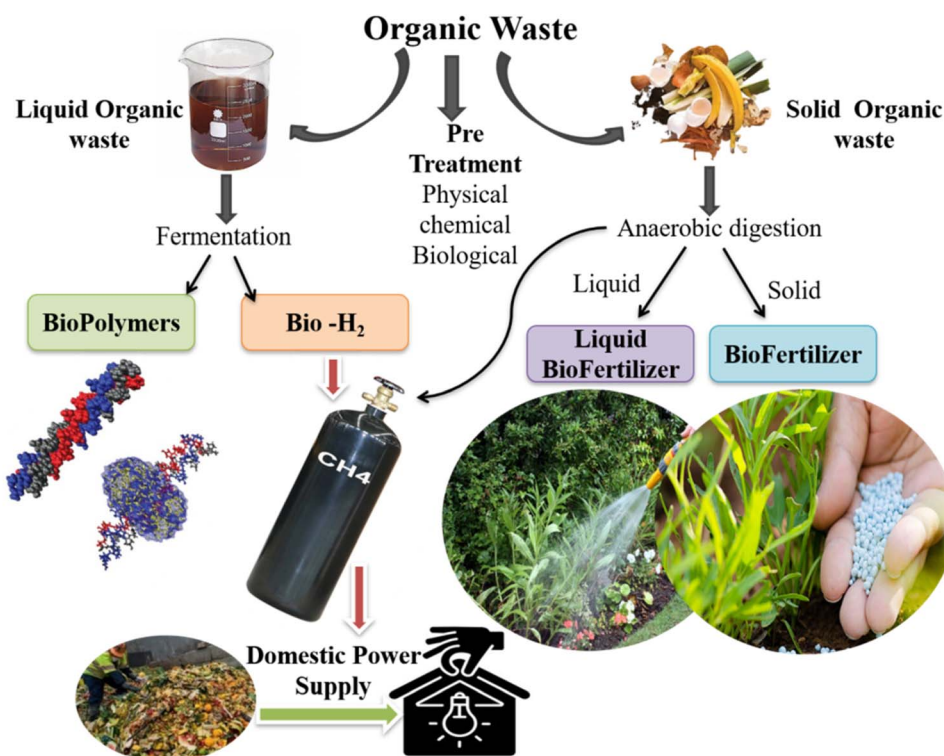 Organic Waste
Liquid Organic
waste
Pre
Treatment
Physical
chemical
Biological
Solid Organic
waste
Fermentation
Anaerobic digestion
Liquid
Solid
BioPolymers
Bio -H₂
Liquid
BioFertilizer
BioFertilizer
CH4
Domestic Power
Supply